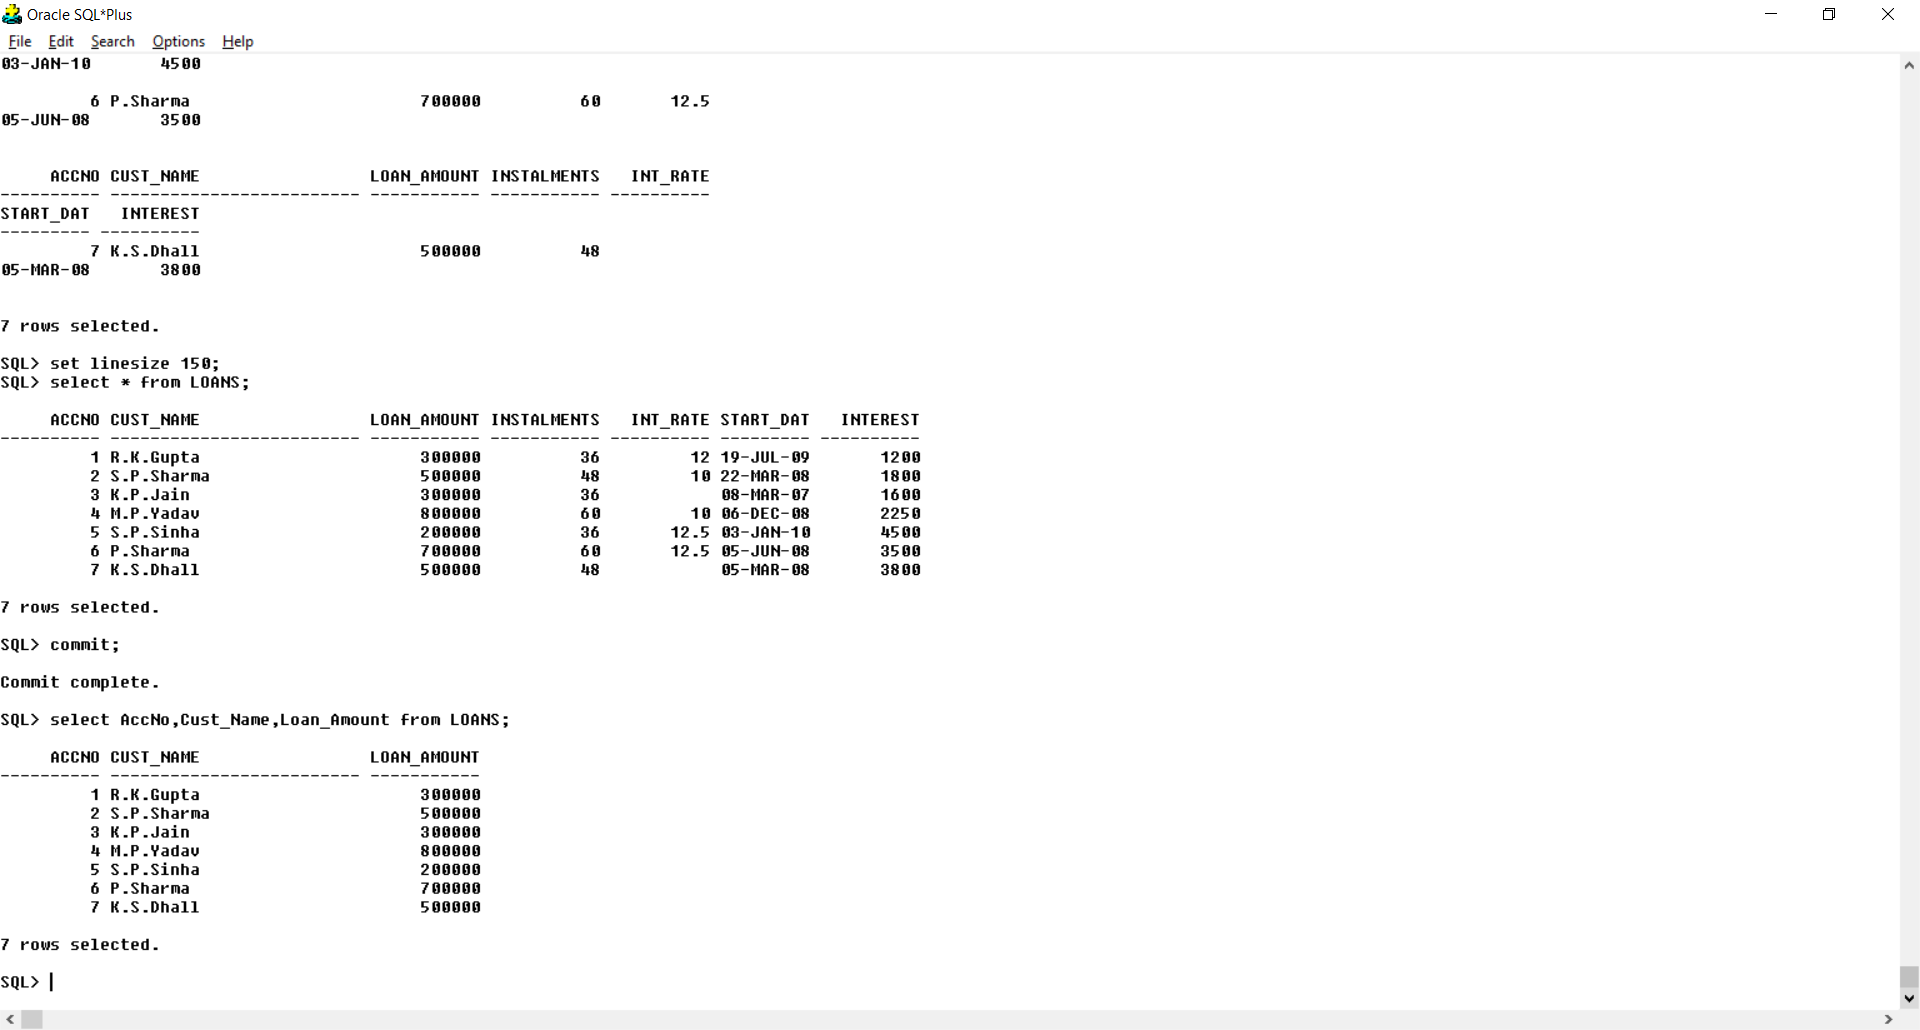 Oracle SQL*Plus
File Edit Search Options Help
03-JAN-10       4500
         6 P.Sharma                       700000          60       12.5
05-JUN-08       3500
     ACCNO CUST_NAME                 LOAN_AMOUNT INSTALMENTS   INT_RATE
---------- ------------------------- ----------- ----------- ----------
START_DAT   INTEREST
--------- ----------
         7 K.S.Dhall                      500000          48
05-MAR-08       3800
7 rows selected.
SQL> set linesize 150;
SQL> select * from LOANS;
     ACCNO CUST_NAME                 LOAN_AMOUNT INSTALMENTS   INT_RATE START_DAT   INTEREST
---------- ------------------------- ----------- ----------- ---------- --------- ----------
         1 R.K.Gupta                      300000          36         12 19-JUL-09       1200
         2 S.P.Sharma                     500000          48         10 22-MAR-08       1800
         3 K.P.Jain                       300000          36            08-MAR-07       1600
         4 M.P.Yadav                      800000          60         10 06-DEC-08       2250
         5 S.P.Sinha                      200000          36       12.5 03-JAN-10       4500
         6 P.Sharma                       700000          60       12.5 05-JUN-08       3500
         7 K.S.Dhall                      500000          48            05-MAR-08       3800
7 rows selected.
SQL> commit;
Commit complete.
SQL> select AccNo,Cust_Name,Loan_Amount from LOANS;
     ACCNO CUST_NAME                 LOAN_AMOUNT
---------- ------------------------- -----------
         1 R.K.Gupta                      300000
         2 S.P.Sharma                     500000
         3 K.P.Jain                       300000
         4 M.P.Yadav                      800000
         5 S.P.Sinha                      200000
         6 P.Sharma                       700000
         7 K.S.Dhall                      500000
7 rows selected.
SQL>